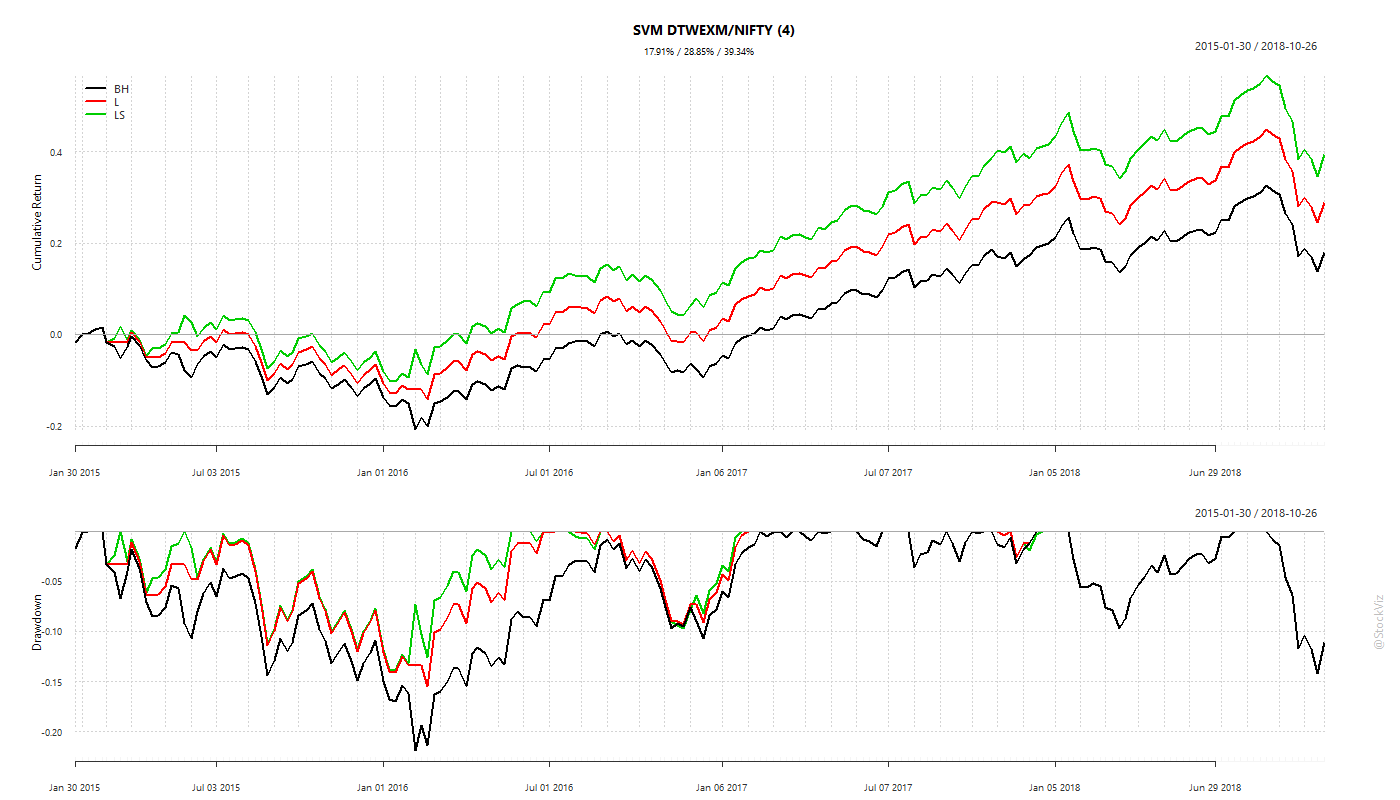 SVM DTWEXM/NIFTY (4)
17.91% / 28.85% / 39.34%
2015-01-30 / 2018-10-26
BH
L
LS
Cumulative Return
0.4
0.2
0.0
-0.2
Jan 30 2015 Jul 03 2015 Jan 01 2016 Jul 01 2016 Jan 06 2017 Jul 07 2017 Jan 05 2018 Jun 29 2018
2015-01-30 / 2018-10-26
Drawdown
-0.05
-0.10
-0.15
-0.20
Jan 30 2015 Jul 03 2015 Jan 01 2016 Jul 01 2016 Jan 06 2017 Jul 07 2017 Jan 05 2018 Jun 29 2018
@StockViz